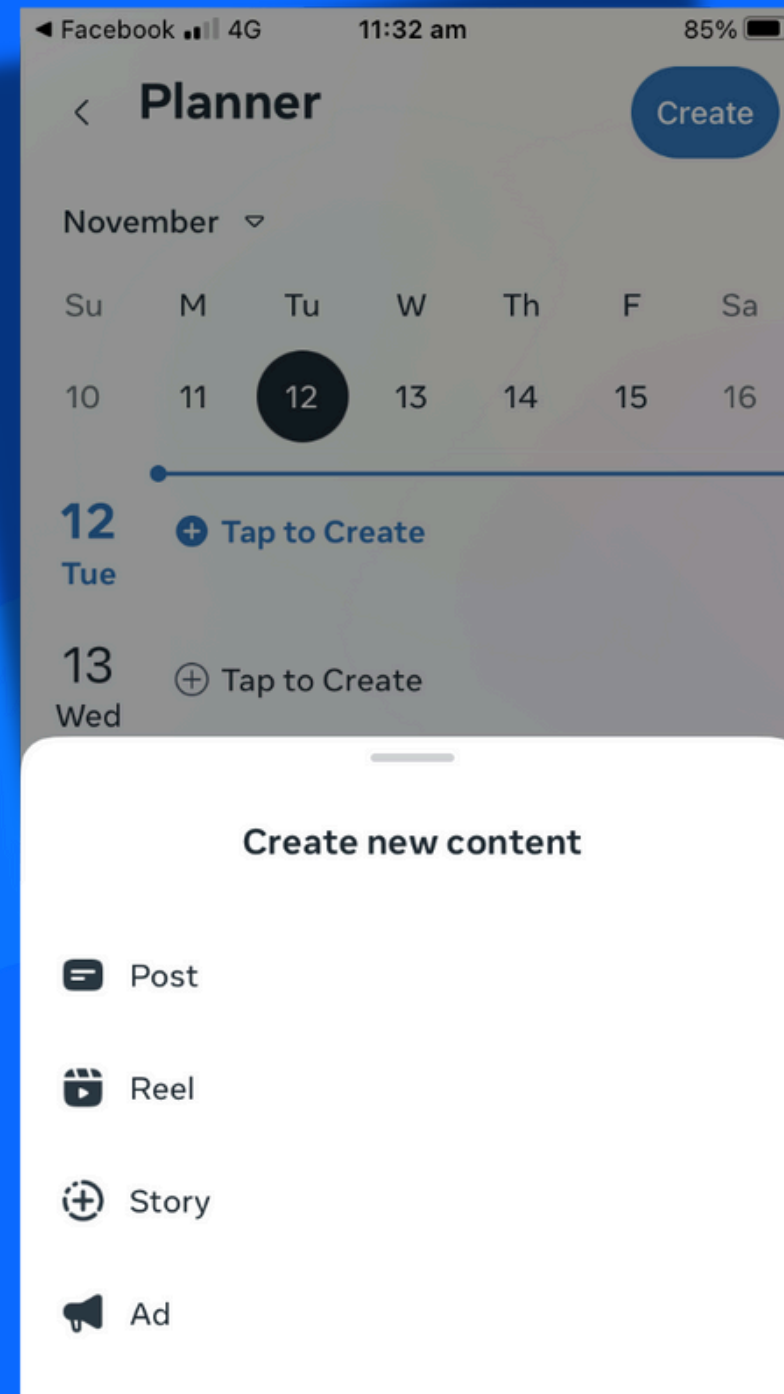 ◀ Facebook 4G 11:32 am 85%
Planner Create
November
Su M Tu W Th F Sa
10 11 12 13 14 15 16
12 Tap to Create
Tue
13 Tap to Create
Wed
Create new content
Post
Reel
Story
Ad